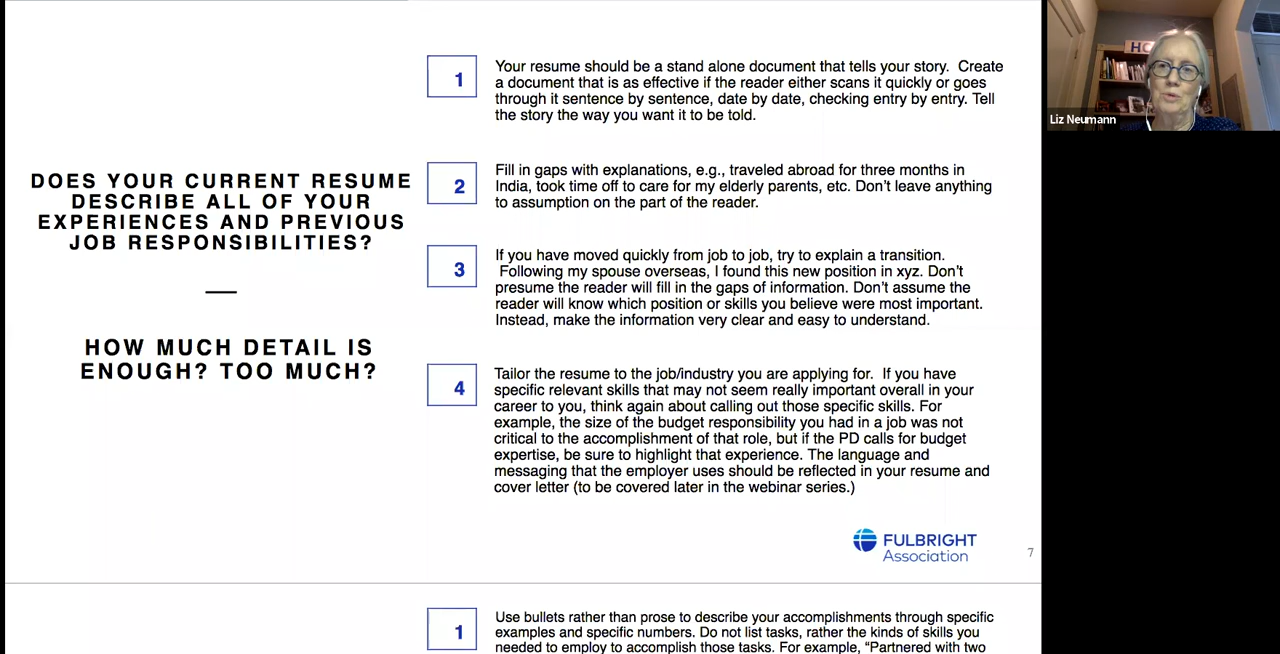 DOES YOUR CURRENT RESUME
DESCRIBE ALL OF YOUR
EXPERIENCES AND PREVIOUS
JOB RESPONSIBILITIES?
HOW MUCH DETAIL IS
ENOUGH? TOO MUCH?
1
Your resume should be a stand alone document that tells your story.  Create
a document that is as effective if the reader either scans it quickly or goes
through it sentence by sentence, date by date, checking entry by entry. Tell
the story the way you want it to be told.
2
Fill in gaps with explanations, e.g., traveled abroad for three months in
India, took time off to care for my elderly parents, etc. Don’t leave anything
to assumption on the part of the reader.
3
If you have moved quickly from job to job, try to explain a transition.
Following my spouse overseas, I found this new position in xyz. Don’t
presume the reader will fill in the gaps of information. Don’t assume the
reader will know which position or skills you believe were most important.
Instead, make the information very clear and easy to understand.
4
Tailor the resume to the job/industry you are applying for.  If you have
specific relevant skills that may not seem really important overall in your
career to you, think again about calling out those specific skills. For
example, the size of the budget responsibility you had in a job was not
critical to the accomplishment of that role, but if the PD calls for budget
expertise, be sure to highlight that experience. The language and
messaging that the employer uses should be reflected in your resume and
cover letter (to be covered later in the webinar series.)
FULBRIGHT
Association
7
1
Use bullets rather than prose to describe your accomplishments through specific
examples and specific numbers. Do not list tasks, rather the kinds of skills you
needed to employ to accomplish those tasks. For example, “Partnered with two
Liz Neumann